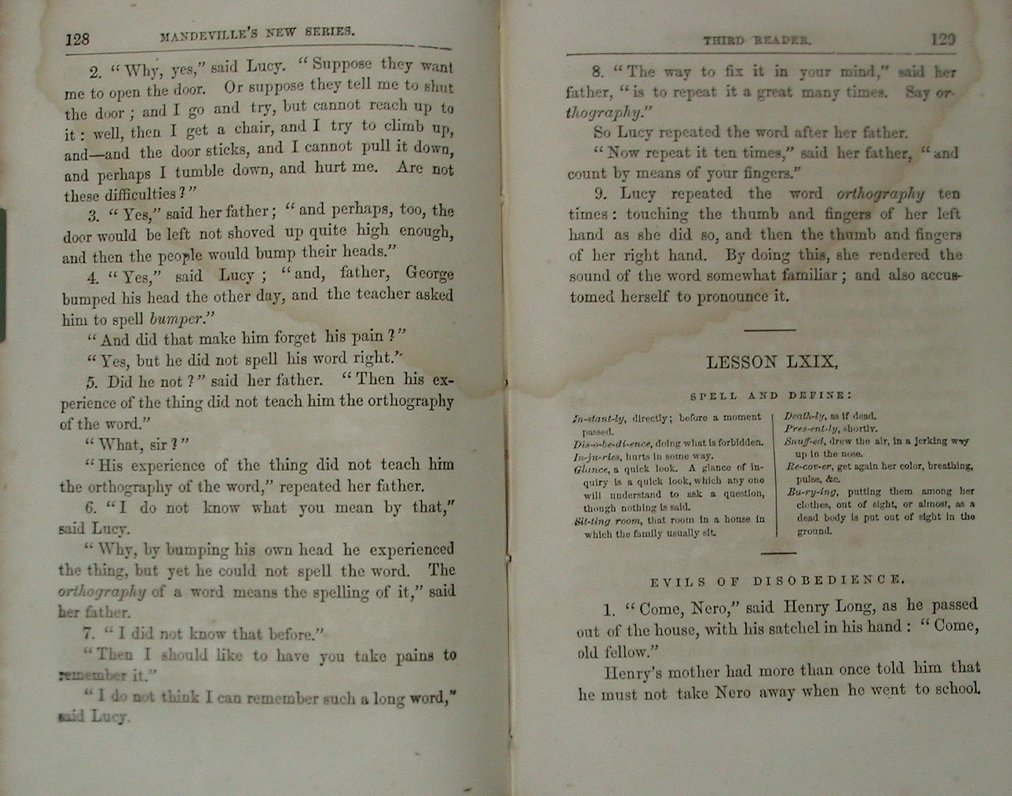 128 MANDEVILLE'S NEW SERIES.
2. “Why, yes,” said Lucy. “Suppose they want
me to open the door. Or suppose they tell me to shut
the door ; and I go and try, but cannot reach up to
it : well, then I get a chair, and I try to climb up,
and—and the door sticks, and I cannot pull it down,
and perhaps I tumble down, and hurt me. Are not
these difficulties ? ”
3. “Yes,” said her father ; “and perhaps, too, the
door would be left not shoved up quite high enough,
and then the people would bump their heads.”
4. “Yes,” said Lucy ; “and, father, George
bumped his head the other day, and the teacher asked
him to spell bumper.”
“And did that make him forget his pain ? ”
“Yes, but he did not spell his word right.”
5. Did he not ? ” said her father. “Then his ex-
perience of the thing did not teach him the orthography
of the word.”
“What, sir ? ”
“His experience of the thing did not teach him
the orthography of the word,” repeated her father.
6. “I do not know what you mean by that,”
said Lucy.
“Why, by bumping his own head he experienced
the thing, but yet he could not spell the word. The
orthography of a word means the spelling of it,” said
her father.
7. “I did not know that before.”
“Then I should like to have you take pains to
remember it.”
“I do not think I can remember such a long word,”
said Lucy.
THIRD READER. 129
8. “The way to fix it in your mind,” said her
father, “is to repeat it a great many times. Say or-
thography.”
So Lucy repeated the word after her father.
“Now repeat it ten times,” said her father, “and
count by means of your fingers.”
9. Lucy repeated the word orthography ten
times : touching the thumb and fingers of her left
hand as she did so, and then the thumb and fingers
of her right hand. By doing this, she rendered the
sound of the word somewhat familiar ; and also accus-
tomed herself to pronounce it.
LESSON LXIX.
SPELL AND DEFINE:
In-stant-ly, directly; before a moment
passed.
Dis-o-be-di-ence, doing what is forbidden.
In-ju-ries, hurts in some way.
Glance, a quick look. A glance of in-
quiry is a quick look, which any one
will understand to ask a question,
though nothing is said.
Sit-ting room, that room in a house in
which the family usually sit.
Death-ly, as if dead.
Pres-ent-ly, shortly.
Snuff-ed, drew the air, in a jerking way
up in the nose.
Re-cov-er, get again her color, breathing,
pulse, &c.
Bu-ry-ing, putting them among her
clothes, out of sight, or almost, as a
dead body is put out of sight in the
ground.
EVILS OF DISOBEDIENCE.
1. “Come, Nero,” said Henry Long, as he passed
out of the house, with his satchel in his hand : “Come,
old fellow.”
Henry's mother had more than once told him that
he must not take Nero away when he went to school.